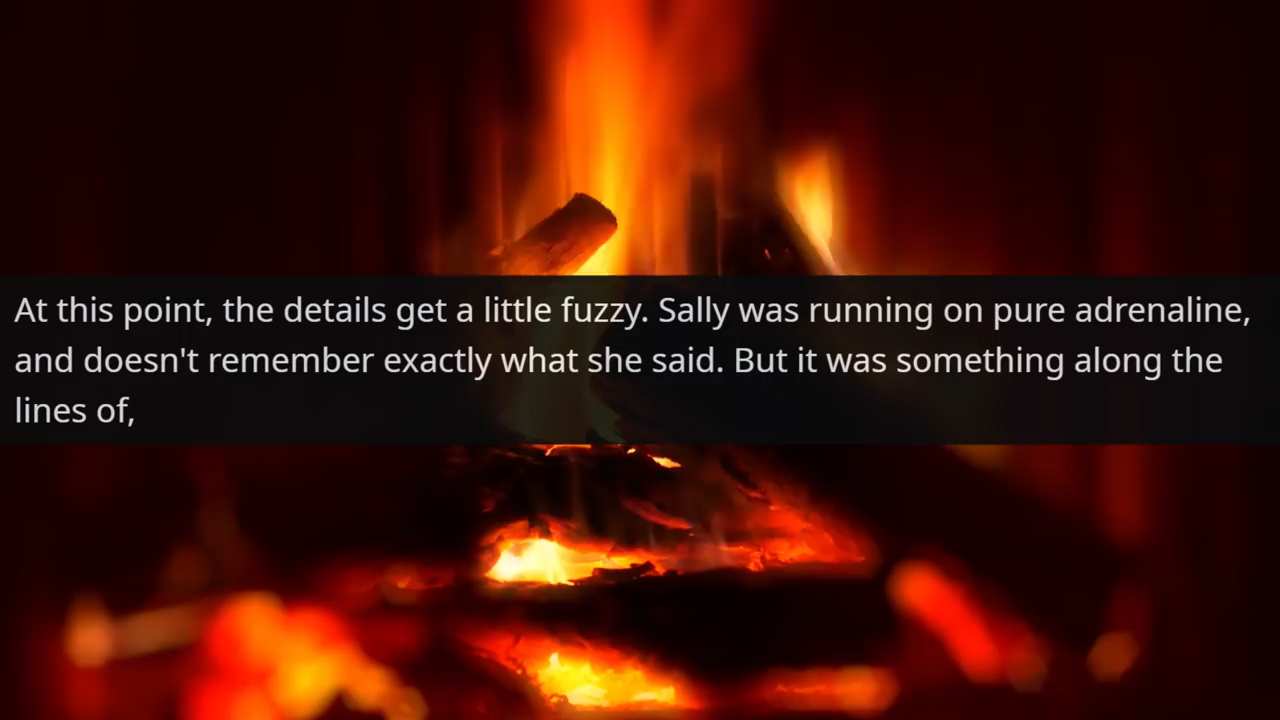 At this point, the details get a little fuzzy. Sally was running on pure adrenaline,
and doesn't remember exactly what she said. But it was something along the
lines of,